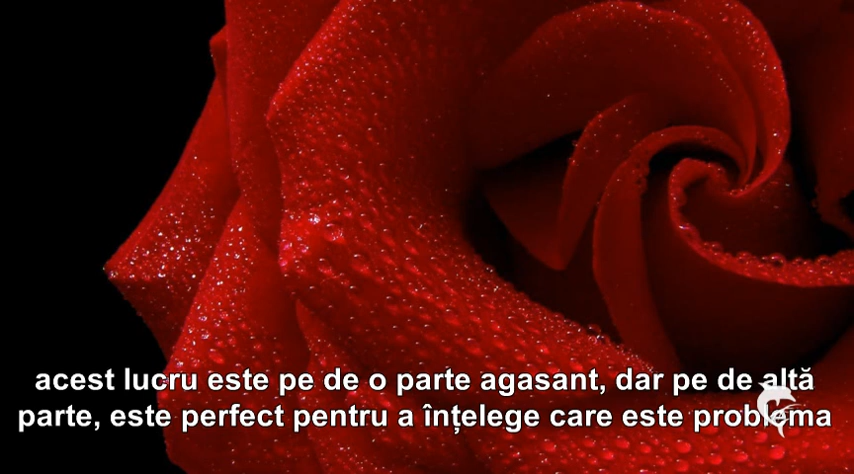 acest lucru este pe de o parte agasant, dar pe de altă
parte, este perfect pentru a înțelege care este problema